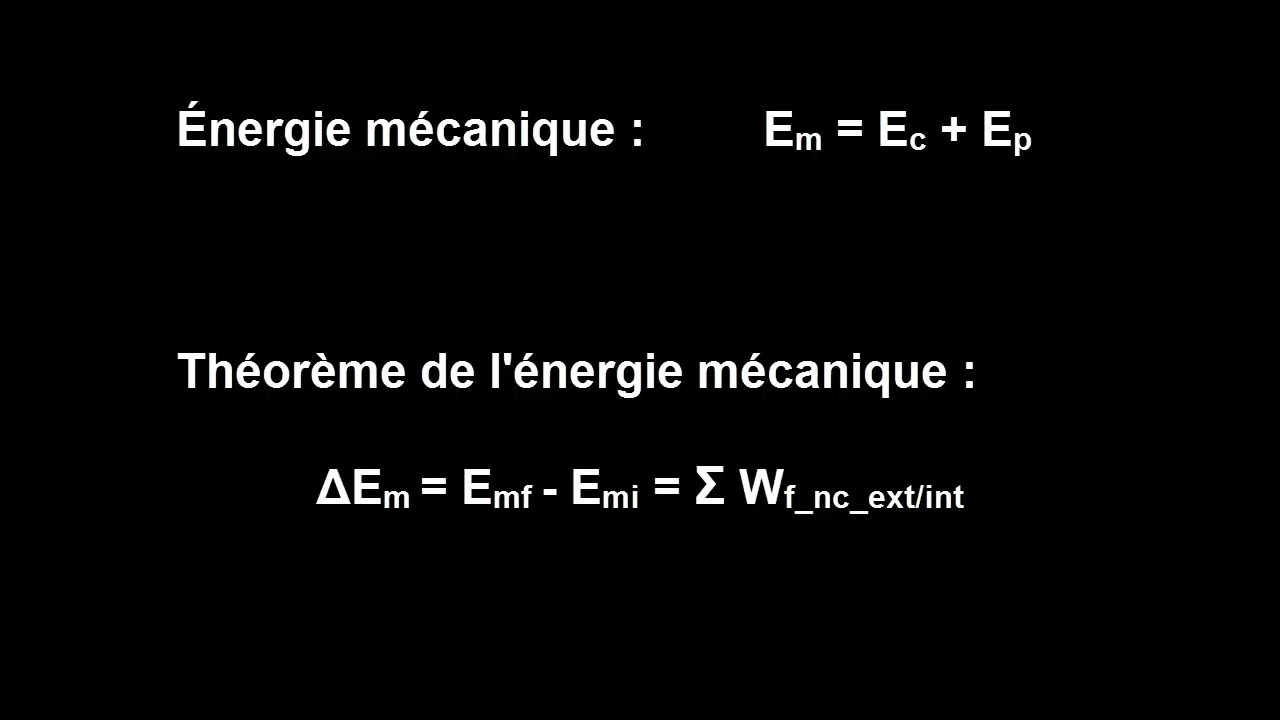 Énergie mécanique : Em = Ec + Ep
Théorème de l'énergie mécanique :
ΔEm = Emf - Emi = Σ Wf_nc_ext/int